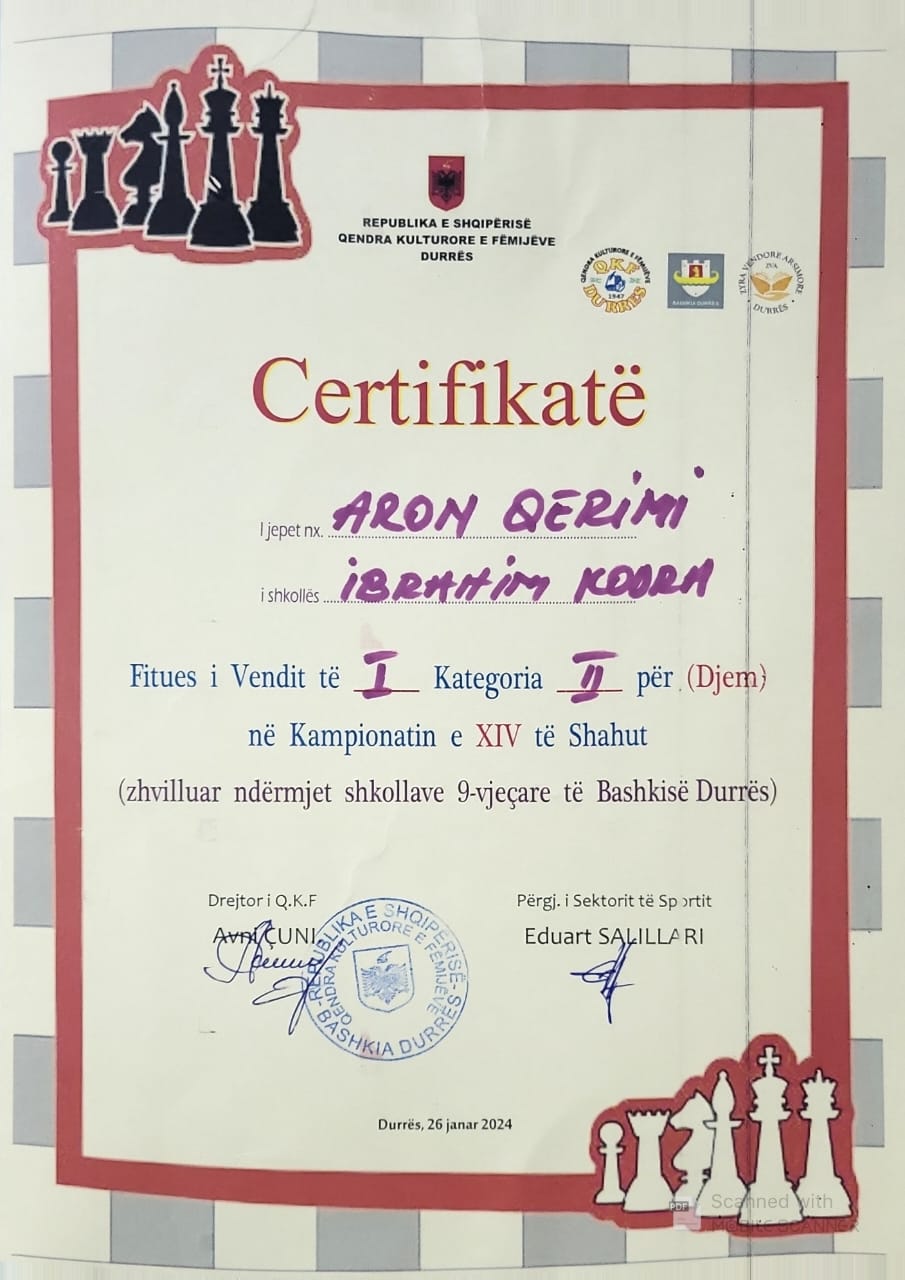 REPUBLIKA E SHQIPËRISË
QENDRA KULTURORE E FËMIJËVE
DURRËS
QENDRA KULTURORE E FËMIJËVE
QKF
1947
DURRËS
BASHKIA DURRËS
ZYRA VENDORE ARSIMORE
ZVA
DURRËS
Certifikatë
I jepet nx. ARON QERIMI
i shkollës IBRAHIM KODRA
Fitues i Vendit të I Kategoria II për (Djem)
në Kampionatin e XIV të Shahut
(zhvilluar ndërmjet shkollave 9-vjeçare të Bashkisë Durrës)
Drejtor i Q.K.F
Avni ÇUNI
Përgj. i Sektorit të Sportit
Eduart SALILLARI
-REPUBLIKA E SHQIPËRISË-
QENDRA KULTURORE E FËMIJËVE
BASHKIA DURRËS
Durrës, 26 janar 2024
PDF
Scanned with
MOBILE SCANNER